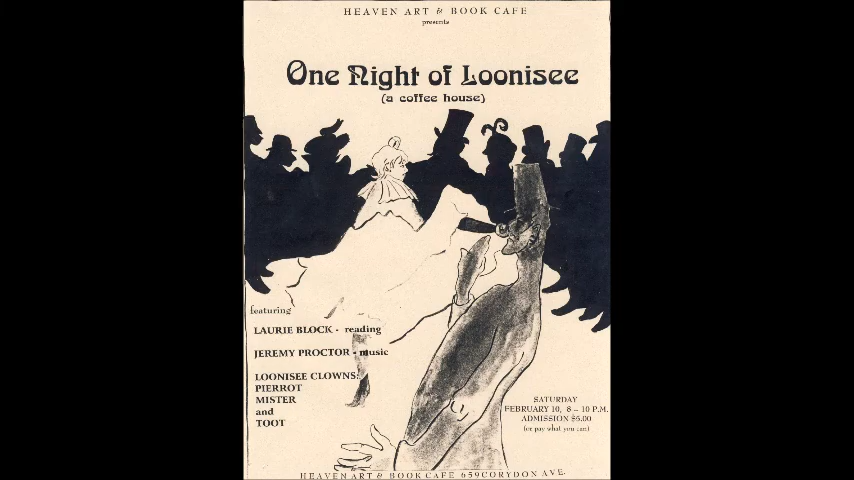 HEAVEN ART & BOOK CAFE
presents
One Night of Loonisee
(a coffee house)
featuring
LAURIE BLOCK - reading
JEREMY PROCTOR - music
LOONISEE CLOWNS:
PIERROT
MISTER
and
TOOT
SATURDAY
FEBRUARY 10, 8 – 10 P.M.
ADMISSION $6.00
(or pay what you can)
HEAVEN ART & BOOK CAFE 659 CORYDON AVE.